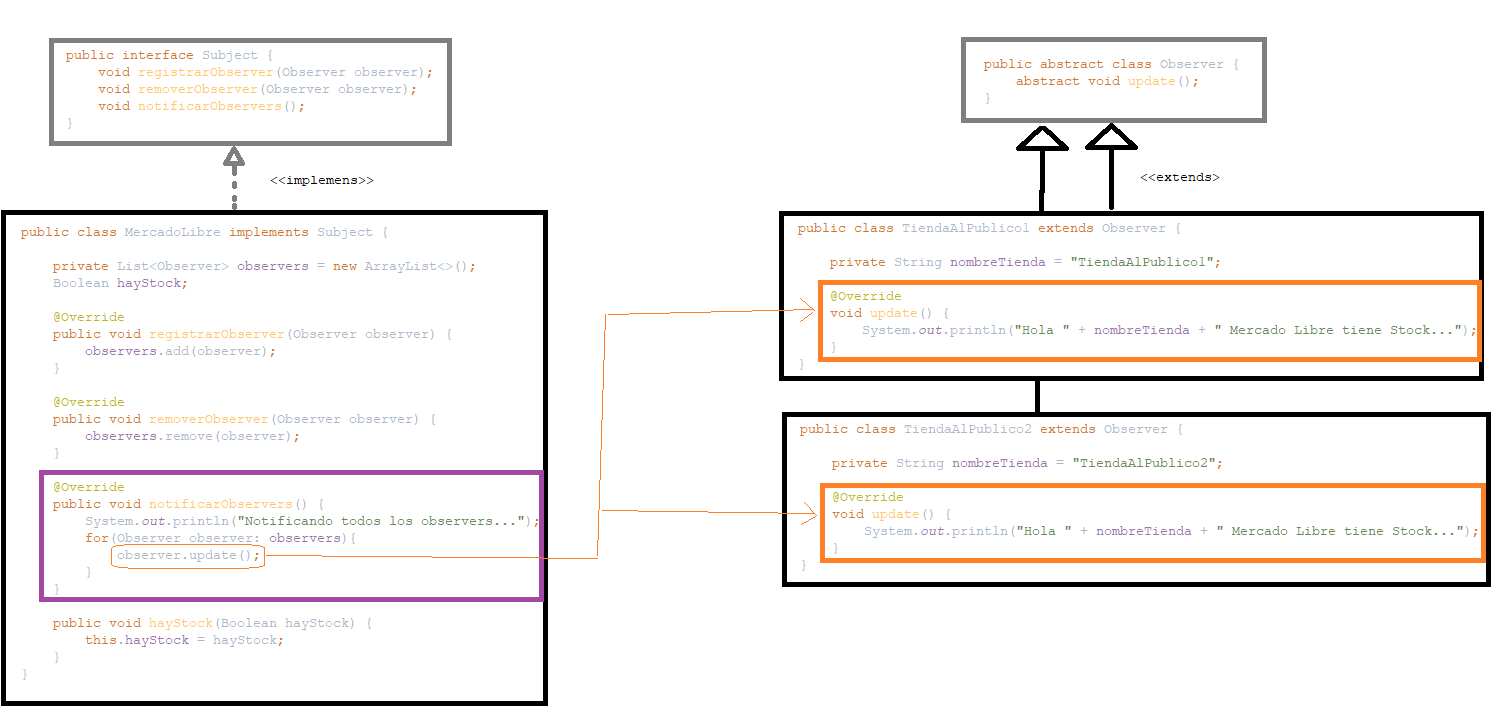 public interface Subject {
void registrarObserver(Observer observer);
void removerObserver(Observer observer);
void notificarObservers();
}
<<implemens>>
public class MercadoLibre implements Subject {
private List<Observer> observers = new ArrayList<>();
Boolean hayStock;
@Override
public void registrarObserver(Observer observer) {
observers.add(observer);
}
@Override
public void removerObserver(Observer observer) {
observers.remove(observer);
}
@Override
public void notificarObservers() {
System.out.println("Notificando todos los observers...");
for(Observer observer: observers){
observer.update();
}
}
public void hayStock(Boolean hayStock) {
this.hayStock = hayStock;
}
}
public abstract class Observer {
abstract void update();
}
<<extends>
public class TiendaAlPublico1 extends Observer {
private String nombreTienda = "TiendaAlPublico1";
@Override
void update() {
System.out.println("Hola " + nombreTienda + " Mercado Libre tiene Stock...");
}
}
public class TiendaAlPublico2 extends Observer {
private String nombreTienda = "TiendaAlPublico2";
@Override
void update() {
System.out.println("Hola " + nombreTienda + " Mercado Libre tiene Stock...");
}
}